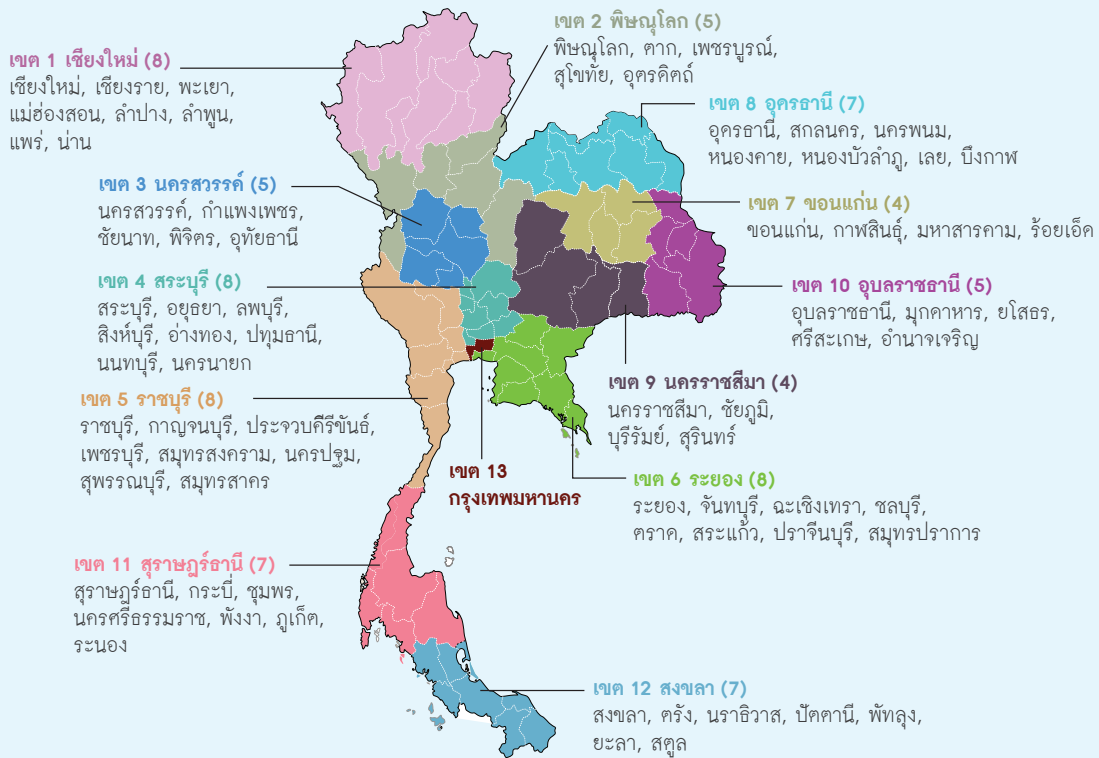 เขต 1 เชียงใหม่ (8)
เชียงใหม่, เชียงราย, พะเยา,
แม่ฮ่องสอน, ลำปาง, ลำพูน,
แพร่, น่าน
เขต 2 พิษณุโลก (5)
พิษณุโลก, ตาก, เพชรบูรณ์,
สุโขทัย, อุตรดิตถ์
เขต 8 อุดรธานี (7)
อุดรธานี, สกลนคร, นครพนม,
หนองคาย, หนองบัวลำภู, เลย, บึงกาฬ
เขต 3 นครสวรรค์ (5)
นครสวรรค์, กำแพงเพชร,
ชัยนาท, พิจิตร, อุทัยธานี
เขต 7 ขอนแก่น (4)
ขอนแก่น, กาฬสินธุ์, มหาสารคาม, ร้อยเอ็ด
เขต 4 สระบุรี (8)
สระบุรี, อยุธยา, ลพบุรี,
สิงห์บุรี, อ่างทอง, ปทุมธานี,
นนทบุรี, นครนายก
เขต 10 อุบลราชธานี (5)
อุบลราชธานี, มุกดาหาร, ยโสธร,
ศรีสะเกษ, อำนาจเจริญ
เขต 5 ราชบุรี (8)
ราชบุรี, กาญจนบุรี, ประจวบคีรีขันธ์,
เพชรบุรี, สมุทรสงคราม, นครปฐม,
สุพรรณบุรี, สมุทรสาคร
เขต 9 นครราชสีมา (4)
นครราชสีมา, ชัยภูมิ,
บุรีรัมย์, สุรินทร์
เขต 13
กรุงเทพมหานคร
เขต 6 ระยอง (8)
ระยอง, จันทบุรี, ฉะเชิงเทรา, ชลบุรี,
ตราด, สระแก้ว, ปราจีนบุรี, สมุทรปราการ
เขต 11 สุราษฎร์ธานี (7)
สุราษฎร์ธานี, กระบี่, ชุมพร,
นครศรีธรรมราช, พังงา, ภูเก็ต,
ระนอง
เขต 12 สงขลา (7)
สงขลา, ตรัง, นราธิวาส, ปัตตานี, พัทลุง,
ยะลา, สตูล